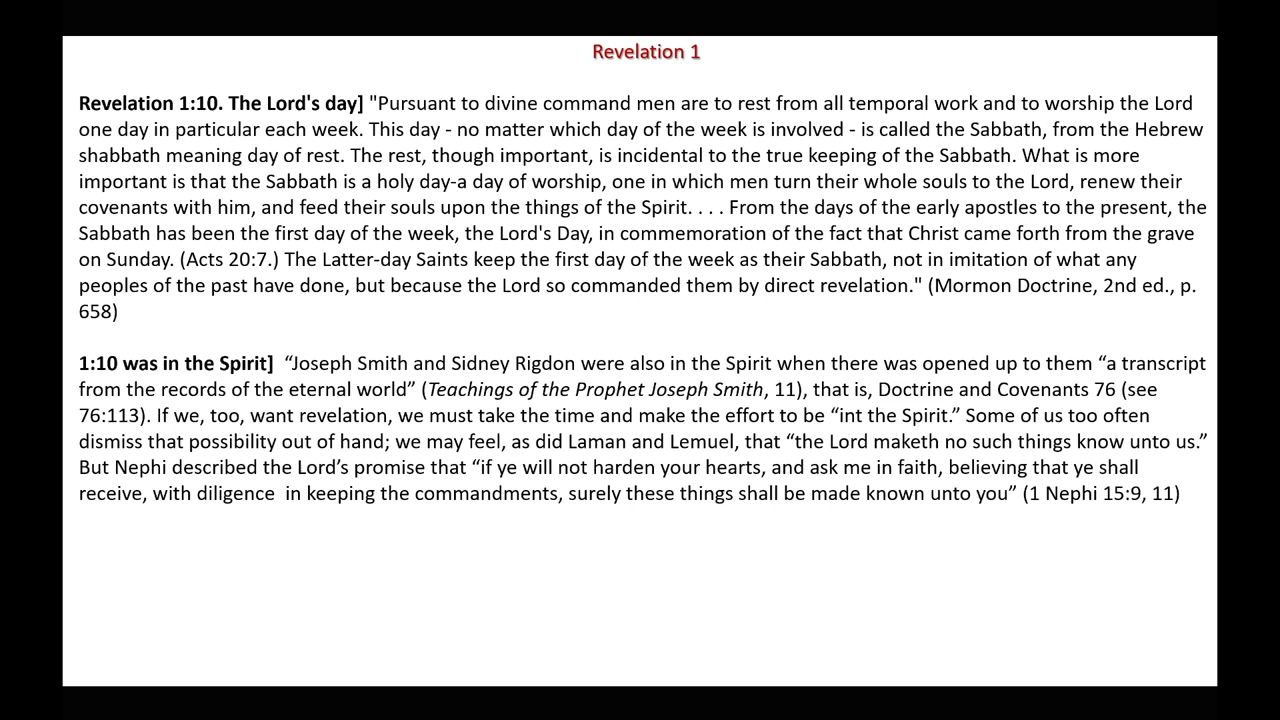 Revelation 1
Revelation 1:10. The Lord's day] "Pursuant to divine command men are to rest from all temporal work and to worship the Lord
one day in particular each week. This day - no matter which day of the week is involved - is called the Sabbath, from the Hebrew
shabbath meaning day of rest. The rest, though important, is incidental to the true keeping of the Sabbath. What is more
important is that the Sabbath is a holy day-a day of worship, one in which men turn their whole souls to the Lord, renew their
covenants with him, and feed their souls upon the things of the Spirit. . . . From the days of the early apostles to the present, the
Sabbath has been the first day of the week, the Lord's Day, in commemoration of the fact that Christ came forth from the grave
on Sunday. (Acts 20:7.) The Latter-day Saints keep the first day of the week as their Sabbath, not in imitation of what any
peoples of the past have done, but because the Lord so commanded them by direct revelation." (Mormon Doctrine, 2nd ed., p.
658)
1:10 was in the Spirit]  “Joseph Smith and Sidney Rigdon were also in the Spirit when there was opened up to them “a transcript
from the records of the eternal world” (Teachings of the Prophet Joseph Smith, 11), that is, Doctrine and Covenants 76 (see
76:113). If we, too, want revelation, we must take the time and make the effort to be “int the Spirit.” Some of us too often
dismiss that possibility out of hand; we may feel, as did Laman and Lemuel, that “the Lord maketh no such things know unto us.”
But Nephi described the Lord’s promise that “if ye will not harden your hearts, and ask me in faith, believing that ye shall
receive, with diligence  in keeping the commandments, surely these things shall be made known unto you” (1 Nephi 15:9, 11)